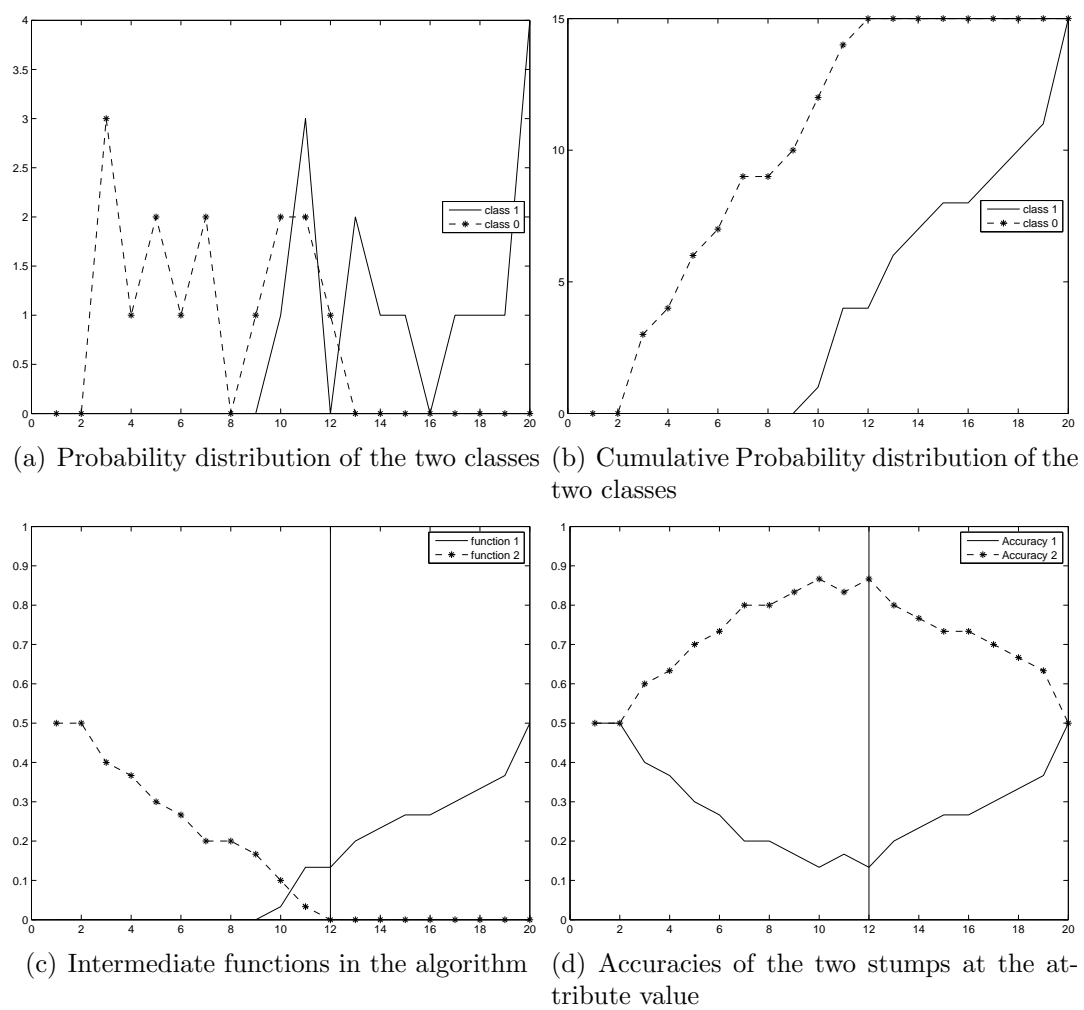 4
3.5
3
2.5
2
1.5
1
0.5
0
0 2 4 6 8 10 12 14 16 18 20
class 1
class 0
(a) Probability distribution of the two classes
15
10
5
0
0 2 4 6 8 10 12 14 16 18 20
class 1
class 0
(b) Cumulative Probability distribution of the
two classes
1
0.9
0.8
0.7
0.6
0.5
0.4
0.3
0.2
0.1
0
0 2 4 6 8 10 12 14 16 18 20
function 1
function 2
(c) Intermediate functions in the algorithm
1
0.9
0.8
0.7
0.6
0.5
0.4
0.3
0.2
0.1
0
0 2 4 6 8 10 12 14 16 18 20
Accuracy 1
Accuracy 2
(d) Accuracies of the two stumps at the at-
tribute value